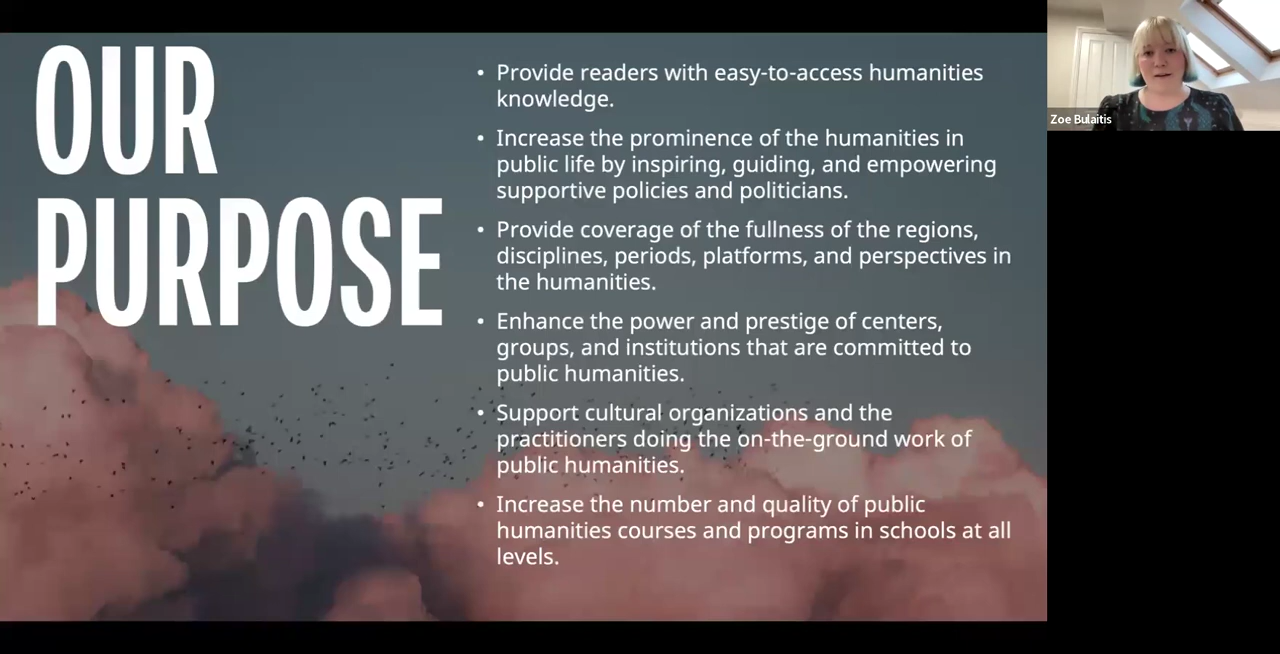 OUR
PURPOSE
• Provide readers with easy-to-access humanities
knowledge.
• Increase the prominence of the humanities in
public life by inspiring, guiding, and empowering
supportive policies and politicians.
• Provide coverage of the fullness of the regions,
disciplines, periods, platforms, and perspectives in
the humanities.
• Enhance the power and prestige of centers,
groups, and institutions that are committed to
public humanities.
• Support cultural organizations and the
practitioners doing the on-the-ground work of
public humanities.
• Increase the number and quality of public
humanities courses and programs in schools at all
levels.
Zoe Bulaitis